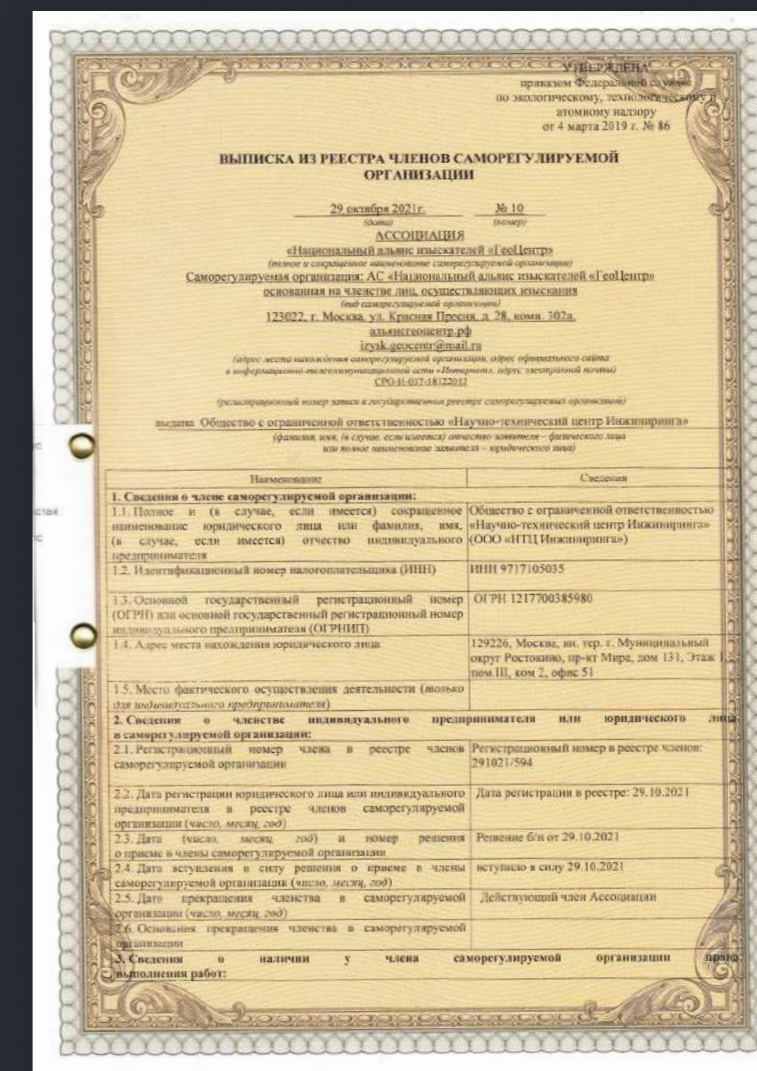 УТВЕРЖДЕНА
приказом Федеральной службы
по экологическому, технологическому и
атомному надзору
от 4 марта 2019 г. № 86
ВЫПИСКА ИЗ РЕЕСТРА ЧЛЕНОВ САМОРЕГУЛИРУЕМОЙ
ОРГАНИЗАЦИИ
29 октября 2021г. № 10
(дата) (номер)
АССОЦИАЦИЯ
«Национальный альянс изыскателей «ГеоЦентр»
(полное и сокращенное наименование саморегулируемой организации)
Саморегулируемая организация: АС «Национальный альянс изыскателей «ГеоЦентр»
основанная на членстве лиц, осуществляющих изыскания
(вид саморегулируемой организации)
123022, г. Москва, ул. Красная Пресня, д. 28, комн. 302а,
альянсгеоцентр.рф
izysk.geocentr@mail.ru
(адрес места нахождения саморегулируемой организации, адрес официального сайта
в информационно-телекоммуникационной сети «Интернет», адрес электронной почты)
СРО-И-037-18122012
(регистрационный номер записи в государственном реестре саморегулируемых организаций)
выдана Общество с ограниченной ответственностью «Научно-технический центр Инжиниринга»
(фамилия, имя, (в случае, если имеется) отчество заявителя – физического лица
или полное наименование заявителя – юридического лица)
Наименование Сведения
1. Сведения о члене саморегулируемой организации:
1.1. Полное и (в случае, если имеется) сокращенное
наименование юридического лица или фамилия, имя,
(в случае, если имеется) отчество индивидуального
предпринимателя
Общество с ограниченной ответственностью
«Научно-технический центр Инжиниринга»
(ООО «НТЦ Инжиниринга»)
1.2. Идентификационный номер налогоплательщика (ИНН)
ИНН 9717105035
1.3. Основной государственный регистрационный номер
(ОГРН) или основной государственный регистрационный номер
индивидуального предпринимателя (ОГРНИП)
ОГРН 1217700385980
1.4. Адрес места нахождения юридического лица
129226, Москва, вн. тер. г. Муниципальный
округ Ростокино, пр-кт Мира, дом 131, Этаж 1,
пом III, ком 2, офис 51
1.5. Место фактического осуществления деятельности (только
для индивидуального предпринимателя)
2. Сведения о членстве индивидуального предпринимателя или юридического лица
в саморегулируемой организации:
2.1. Регистрационный номер члена в реестре членов
саморегулируемой организации
Регистрационный номер в реестре членов:
291021/594
2.2. Дата регистрации юридического лица или индивидуального
предпринимателя в реестре членов саморегулируемой
организации (число, месяц, год)
Дата регистрации в реестре: 29.10.2021
2.3. Дата (число, месяц, год) и номер решения
о приеме в члены саморегулируемой организации
Решение б/н от 29.10.2021
2.4. Дата вступления в силу решения о приеме в члены
саморегулируемой организации (число, месяц, год)
вступило в силу 29.10.2021
2.5. Дата прекращения членства в саморегулируемой
организации (число, месяц, год)
Действующий член Ассоциации
2.6. Основания прекращения членства в саморегулируемой
организации
3. Сведения о наличии у члена саморегулируемой организации права
выполнения работ: